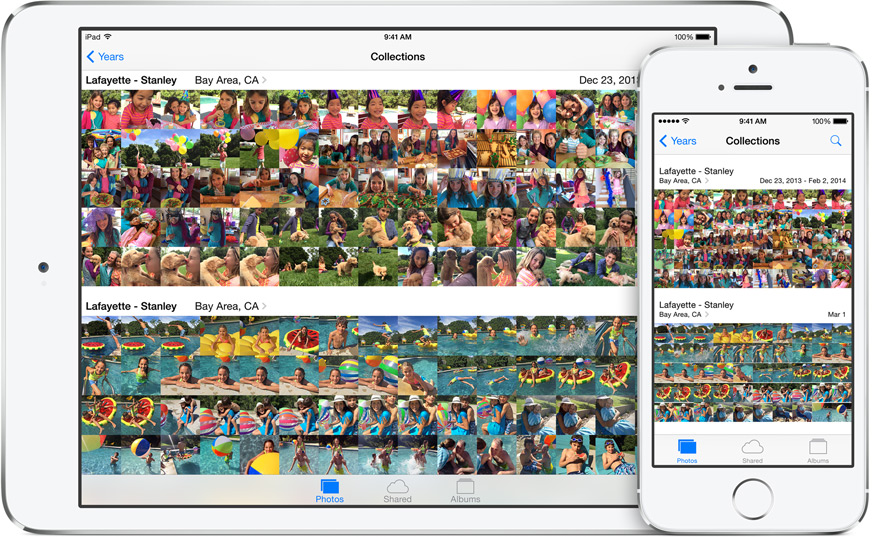 iPad 9:41 AM 100%
Years Collections
Lafayette - Stanley Bay Area, CA Dec 23, 201
Lafayette - Stanley Bay Area, CA
Photos Shared Albums
9:41 AM 100%
Years Collections
Lafayette - Stanley
Bay Area, CA Dec 23, 2013 - Feb 2, 2014
Lafayette - Stanley
Bay Area, CA Mar 1
Photos Shared Albums